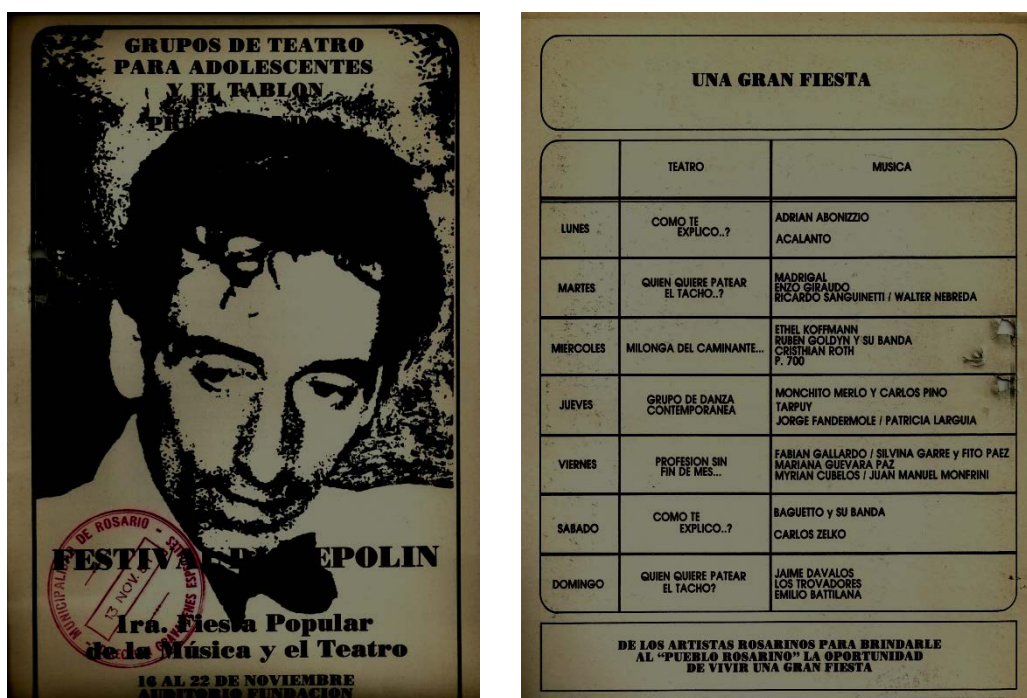 GRUPOS DE TEATRO
PARA ADOLESCENTES
Y EL TABLON
FESTIVAL
EPOLIN
Ira. Fiesta Popular
de la Música y el Teatro
16 AL 22 DE NOVIEMBRE
AUDITORIO FUNDACION
MUNICIPALIDAD DE ROSARIO -
13 NOV.
UNA GRAN FIESTA
TEATRO MUSICA
LUNES
COMO TE
EXPLICO..?
ADRIAN ABONIZZIO
ACALANTO
MARTES
QUIEN QUIERE PATEAR
EL TACHO..?
MADRIGAL
ENZO GIRAUDO
RICARDO SANGUINETTI / WALTER NEBREDA
MIERCOLES
MILONGA DEL CAMINANTE...
ETHEL KOFFMANN
RUBEN GOLDYN Y SU BANDA
CRISTHIAN ROTH
P. 700
JUEVES
GRUPO DE DANZA
CONTEMPORANEA
MONCHITO MERLO Y CARLOS PINO
TARPUY
JORGE FANDERMOLE / PATRICIA LARGUIA
VIERNES
PROFESION SIN
FIN DE MES...
FABIAN GALLARDO / SILVINA GARRE y FITO PAEZ
MARIANA GUEVARA PAZ
MYRIAN CUBELOS / JUAN MANUEL MONFRINI
SABADO
COMO TE
EXPLICO..?
BAGUETTO y SU BANDA
CARLOS ZELKO
DOMINGO
QUIEN QUIERE PATEAR
EL TACHO?
JAIME DAVALOS
LOS TROVADORES
EMILIO BATTILANA
DE LOS ARTISTAS ROSARINOS PARA BRINDARLE
AL "PUEBLO ROSARINO" LA OPORTUNIDAD
DE VIVIR UNA GRAN FIESTA